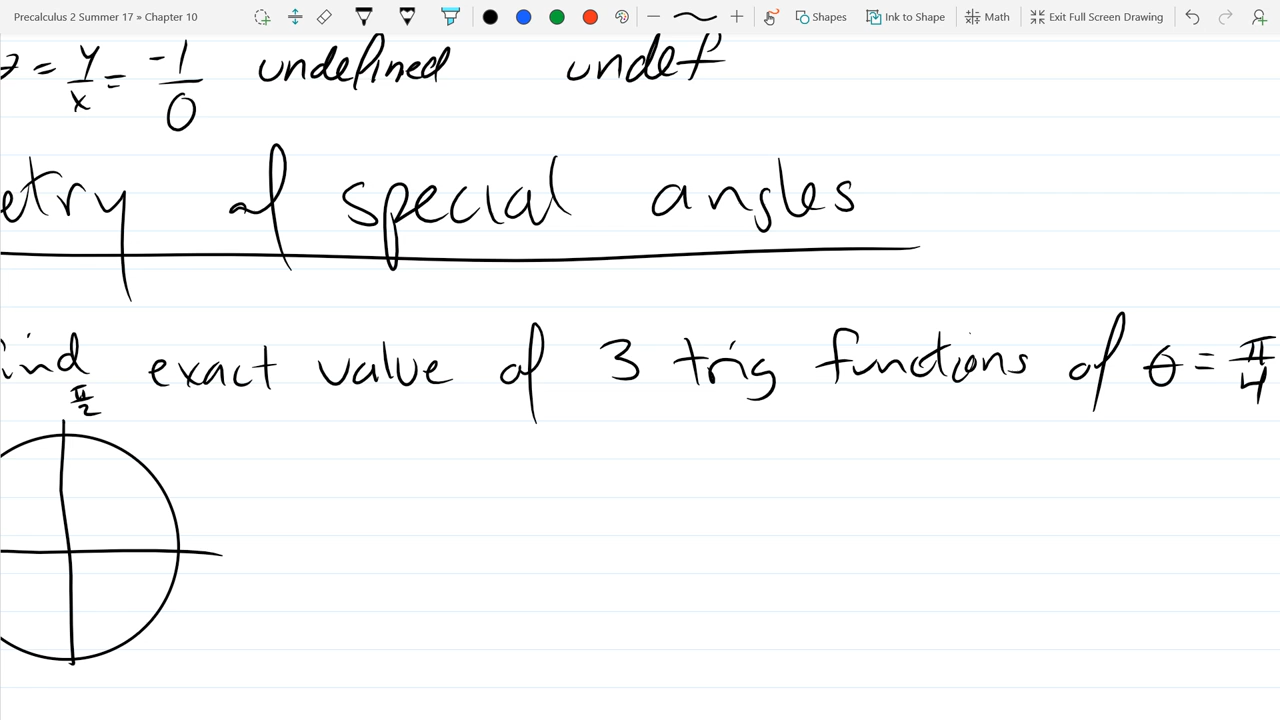 Precalculus 2 Summer 17 » Chapter 10
Shapes
Ink to Shape
Math
Exit Full Screen Drawing
= y/x = -1/0 undefined undef
etry of special angles
ind exact value of 3 trig functions of θ = π/4
π/2